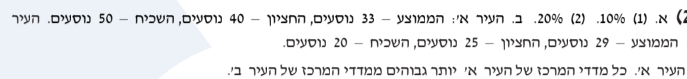 2) א. (1) 10%. (2) 20%. ב. העיר א': הממוצע – 33 נוסעים, החציון – 40 נוסעים, השכיח – 50 נוסעים. העיר
הממוצע – 29 נוסעים, החציון – 25 נוסעים, השכיח – 20 נוסעים.
העיר א'. כל מדדי המרכז של העיר א' יותר גבוהים ממדדי המרכז של העיר ב'.